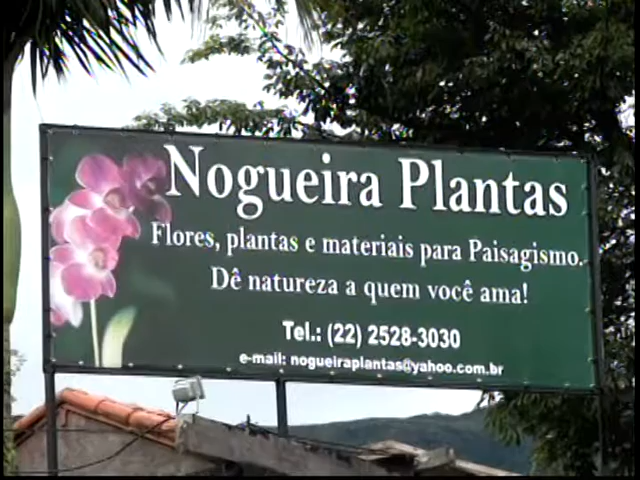 Nogueira Plantas
Flores, plantas e materiais para Paisagismo.
Dê natureza a quem você ama!
Tel.: (22) 2528-3030
e-mail: nogueiraplantas@yahoo.com.br